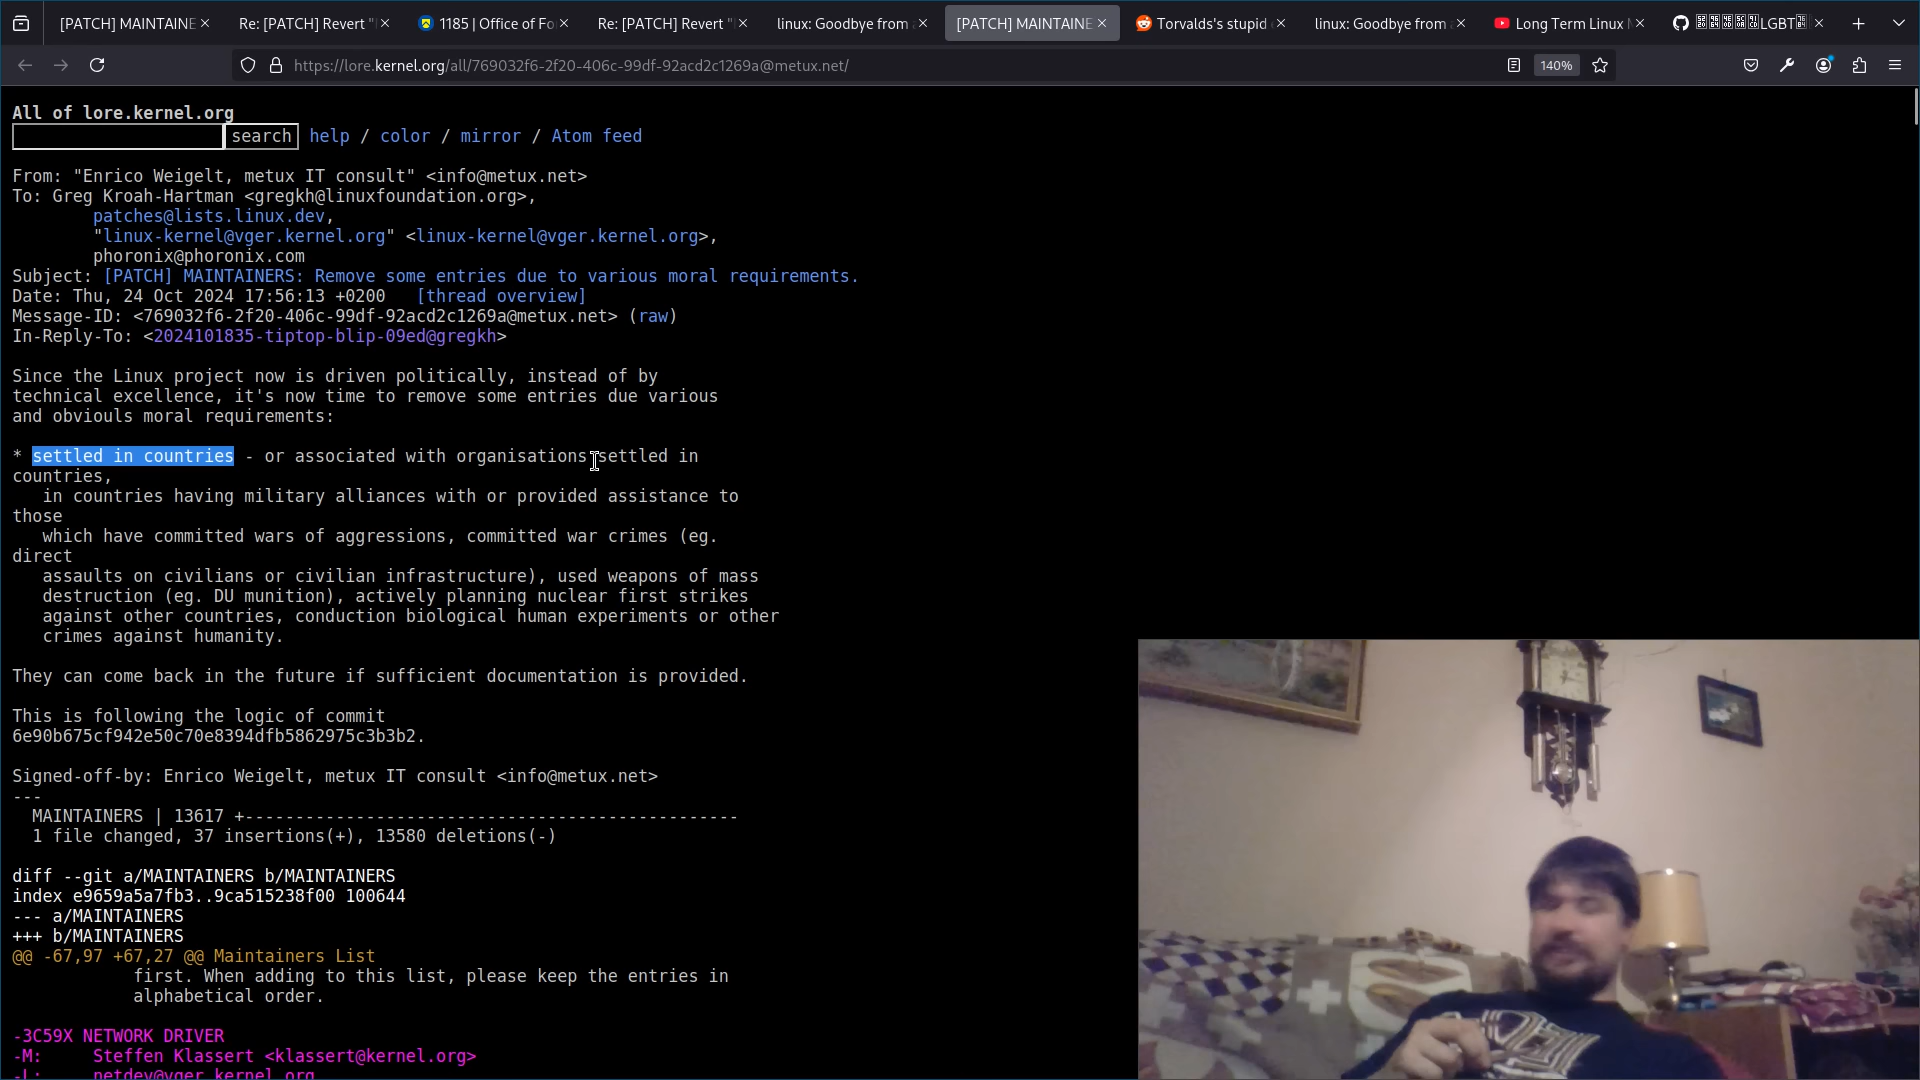 [PATCH] MAINTAINE
Re: [PATCH] Revert "
1185 | Office of Fo
Re: [PATCH] Revert "
linux: Goodbye from
[PATCH] MAINTAINE
Torvalds's stupid
linux: Goodbye from
Long Term Linux
LGBT
https://lore.kernel.org/all/769032f6-2f20-406c-99df-92acd2c1269a@metux.net/
140%
All of lore.kernel.org
search help / color / mirror / Atom feed
From: "Enrico Weigelt, metux IT consult" <info@metux.net>
To: Greg Kroah-Hartman <gregkh@linuxfoundation.org>,
patches@lists.linux.dev,
"linux-kernel@vger.kernel.org" <linux-kernel@vger.kernel.org>,
phoronix@phoronix.com
Subject: [PATCH] MAINTAINERS: Remove some entries due to various moral requirements.
Date: Thu, 24 Oct 2024 17:56:13 +0200 [thread overview]
Message-ID: <769032f6-2f20-406c-99df-92acd2c1269a@metux.net> (raw)
In-Reply-To: <2024101835-tiptop-blip-09ed@gregkh>
Since the Linux project now is driven politically, instead of by
technical excellence, it's now time to remove some entries due various
and obviouls moral requirements:
* settled in countries - or associated with organisations settled in
countries,
in countries having military alliances with or provided assistance to
those
which have committed wars of aggressions, committed war crimes (eg.
direct
assaults on civilians or civilian infrastructure), used weapons of mass
destruction (eg. DU munition), actively planning nuclear first strikes
against other countries, conduction biological human experiments or other
crimes against humanity.
They can come back in the future if sufficient documentation is provided.
This is following the logic of commit
6e90b675cf942e50c70e8394dfb5862975c3b3b2.
Signed-off-by: Enrico Weigelt, metux IT consult <info@metux.net>
---
MAINTAINERS | 13617 +-------------------------------------------------
1 file changed, 37 insertions(+), 13580 deletions(-)
diff --git a/MAINTAINERS b/MAINTAINERS
index e9659a5a7fb3..9ca515238f00 100644
--- a/MAINTAINERS
+++ b/MAINTAINERS
@@ -67,97 +67,27 @@ Maintainers List
first. When adding to this list, please keep the entries in
alphabetical order.
-3C59X NETWORK DRIVER
-M: Steffen Klassert <klassert@kernel.org>
-L: netdev@vger.kernel.org